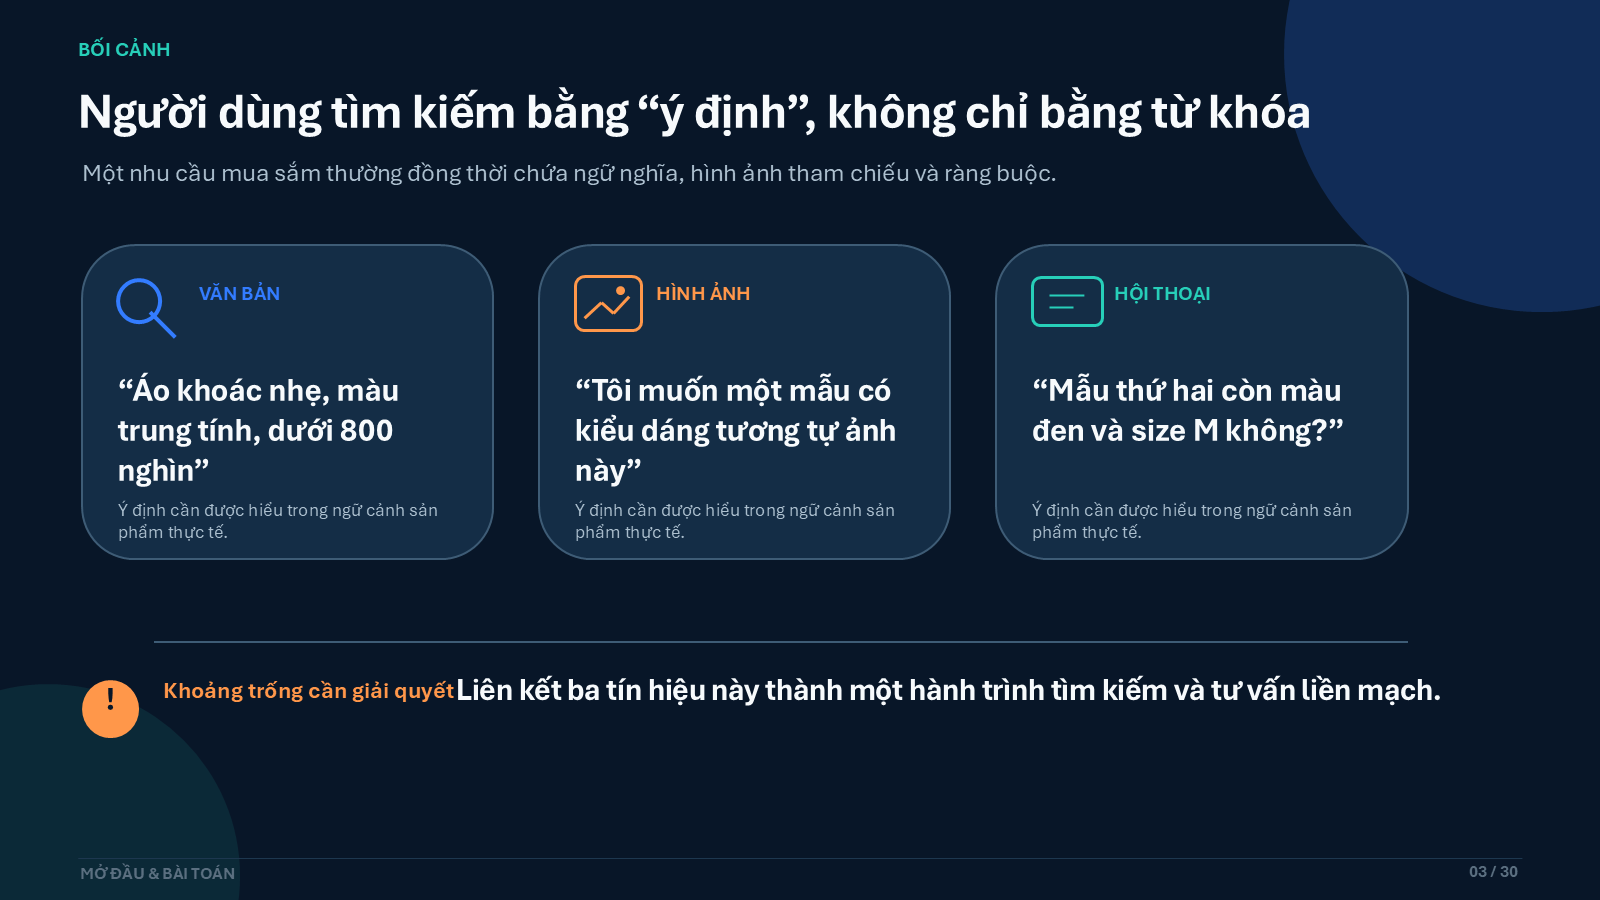 BỐI CẢNH
Người dùng tìm kiếm bằng “ý định”, không chỉ bằng từ khóa
Một nhu cầu mua sắm thường đồng thời chứa ngữ nghĩa, hình ảnh tham chiếu và ràng buộc.
VĂN BẢN
“Áo khoác nhẹ, màu
trung tính, dưới 800
nghìn”
Ý định cần được hiểu trong ngữ cảnh sản
phẩm thực tế.
HÌNH ẢNH
“Tôi muốn một mẫu có
kiểu dáng tương tự ảnh
này”
Ý định cần được hiểu trong ngữ cảnh sản
phẩm thực tế.
HỘI THOẠI
“Mẫu thứ hai còn màu
đen và size M không?”
Ý định cần được hiểu trong ngữ cảnh sản
phẩm thực tế.
!
Khoảng trống cần giải quyết Liên kết ba tín hiệu này thành một hành trình tìm kiếm và tư vấn liền mạch.
MỞ ĐẦU & BÀI TOÁN
03 / 30